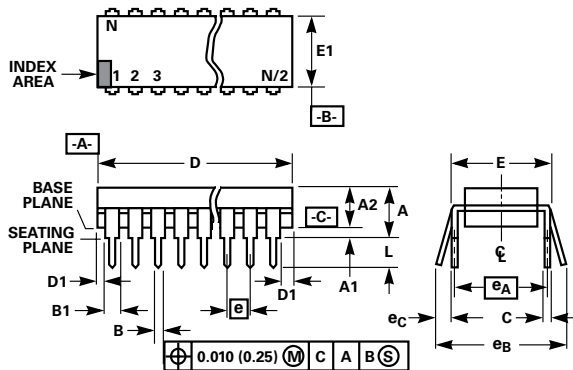 N
E1
INDEX
AREA
1 2 3 N/2
-B-
-A-
D
E
BASE
PLANE
-C-
A2
A
SEATING
PLANE
L
C
L
D1
A1
D1
eA
B1
e
eC
C
B
eB
0.010 (0.25) M C A B S